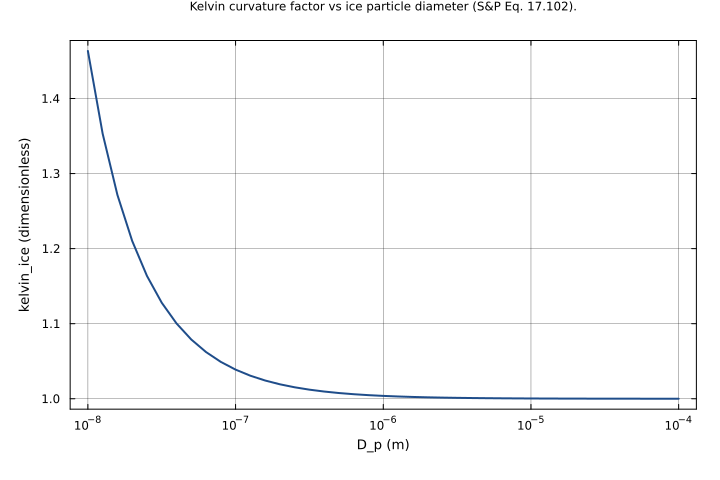 Kelvin curvature factor vs ice particle diameter (S&P Eq. 17.102).
kelvin_ice (dimensionless)
1.4
1.3
1.2
1.1
1.0
10⁻⁸ 10⁻⁷ 10⁻⁶ 10⁻⁵ 10⁻⁴
D_p (m)